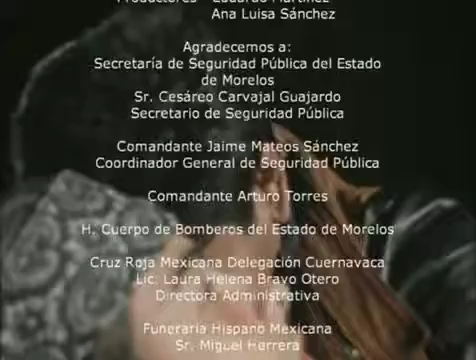 Productores Eduardo Martínez
Ana Luisa Sánchez
Agradecemos a:
Secretaría de Seguridad Pública del Estado
de Morelos
Sr. Cesáreo Carvajal Guajardo
Secretario de Seguridad Pública
Comandante Jaime Mateos Sánchez
Coordinador General de Seguridad Pública
Comandante Arturo Torres
H. Cuerpo de Bomberos del Estado de Morelos
Cruz Roja Mexicana Delegación Cuernavaca
Lic. Laura Helena Bravo Otero
Directora Administrativa
Funeraria Hispano Mexicana
Sr. Miguel Herrera